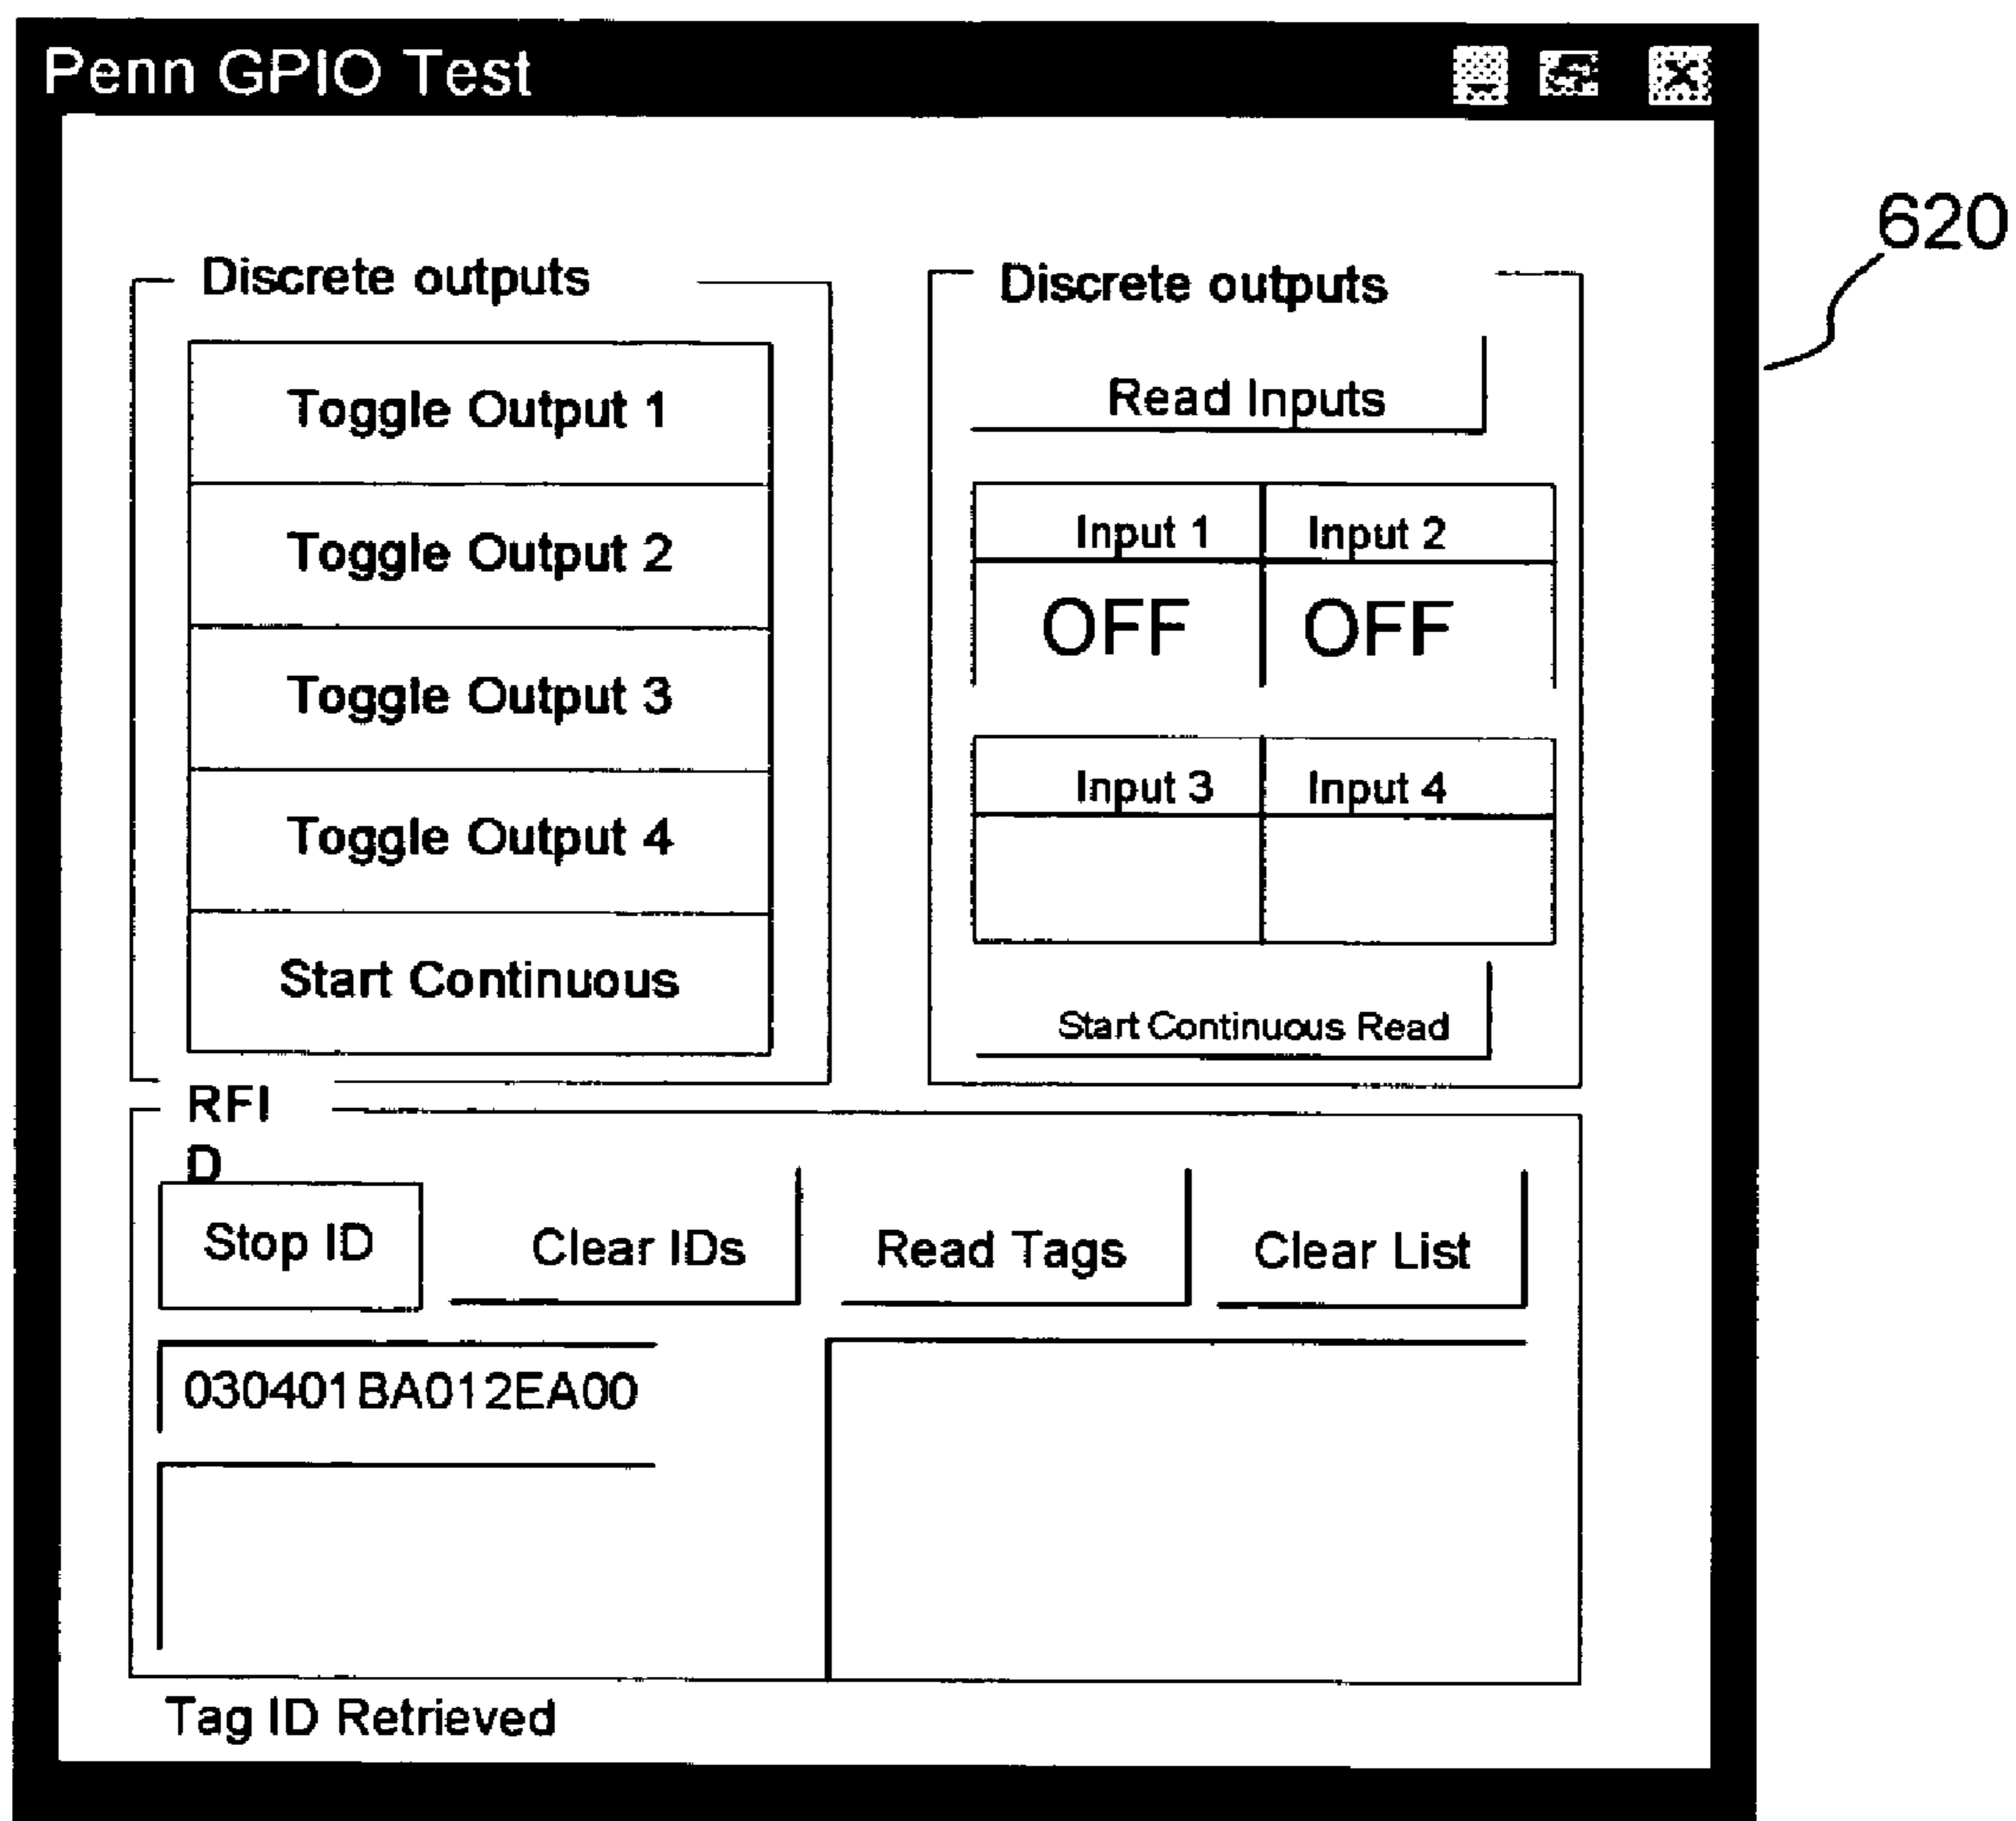 Penn GPIO Test
620
Discrete outputs
Toggle Output 1
Toggle Output 2
Toggle Output 3
Toggle Output 4
Start Continuous
Discrete outputs
Read Inputs
Input 1 Input 2
OFF OFF
Input 3 Input 4
Start Continuous Read
RFI
D
Stop ID Clear IDs Read Tags Clear List
030401BA012EA00
Tag ID Retrieved